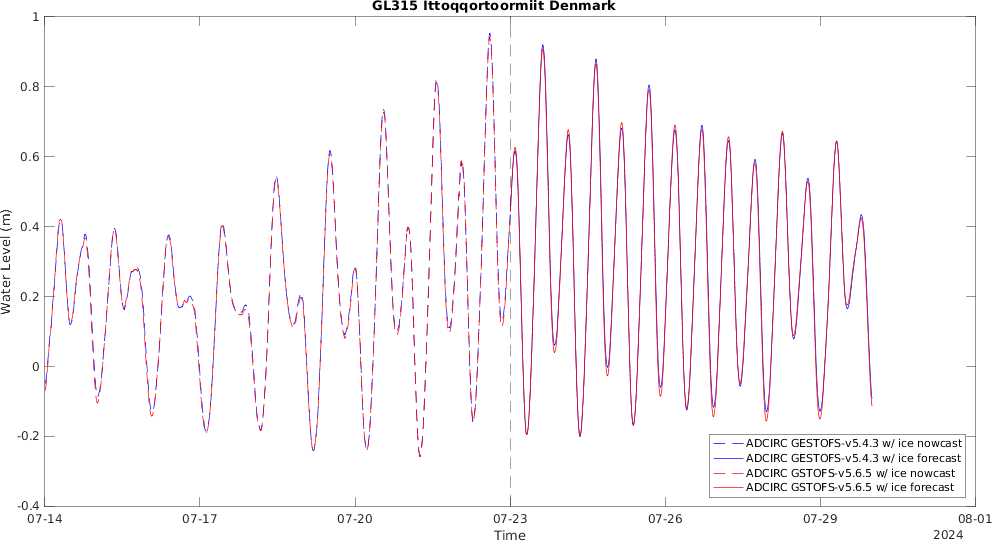 GL315 Ittoqqortoormiit Denmark
1
0.8
0.6
0.4
0.2
0
-0.2
-0.4
Water Level (m)
ADCIRC GESTOFS-v5.4.3 w/ ice nowcast
ADCIRC GESTOFS-v5.4.3 w/ ice forecast
ADCIRC GSTOFS-v5.6.5 w/ ice nowcast
ADCIRC GSTOFS-v5.6.5 w/ ice forecast
07-14 07-17 07-20 07-23 07-26 07-29 08-01
Time
2024